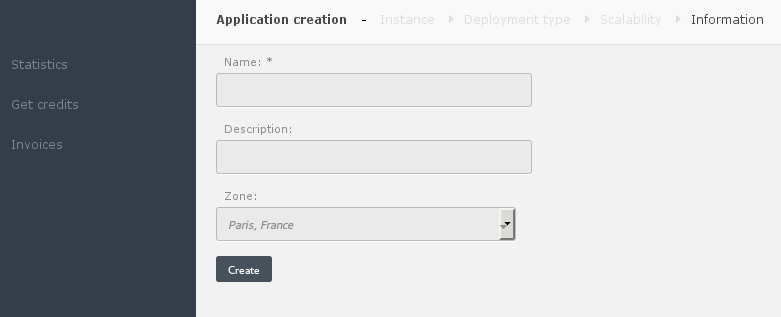 Application creation - Instance Deployment type Scalability Information
Statistics
Get credits
Invoices
Name: *
Description:
Zone:
Paris, France
Create